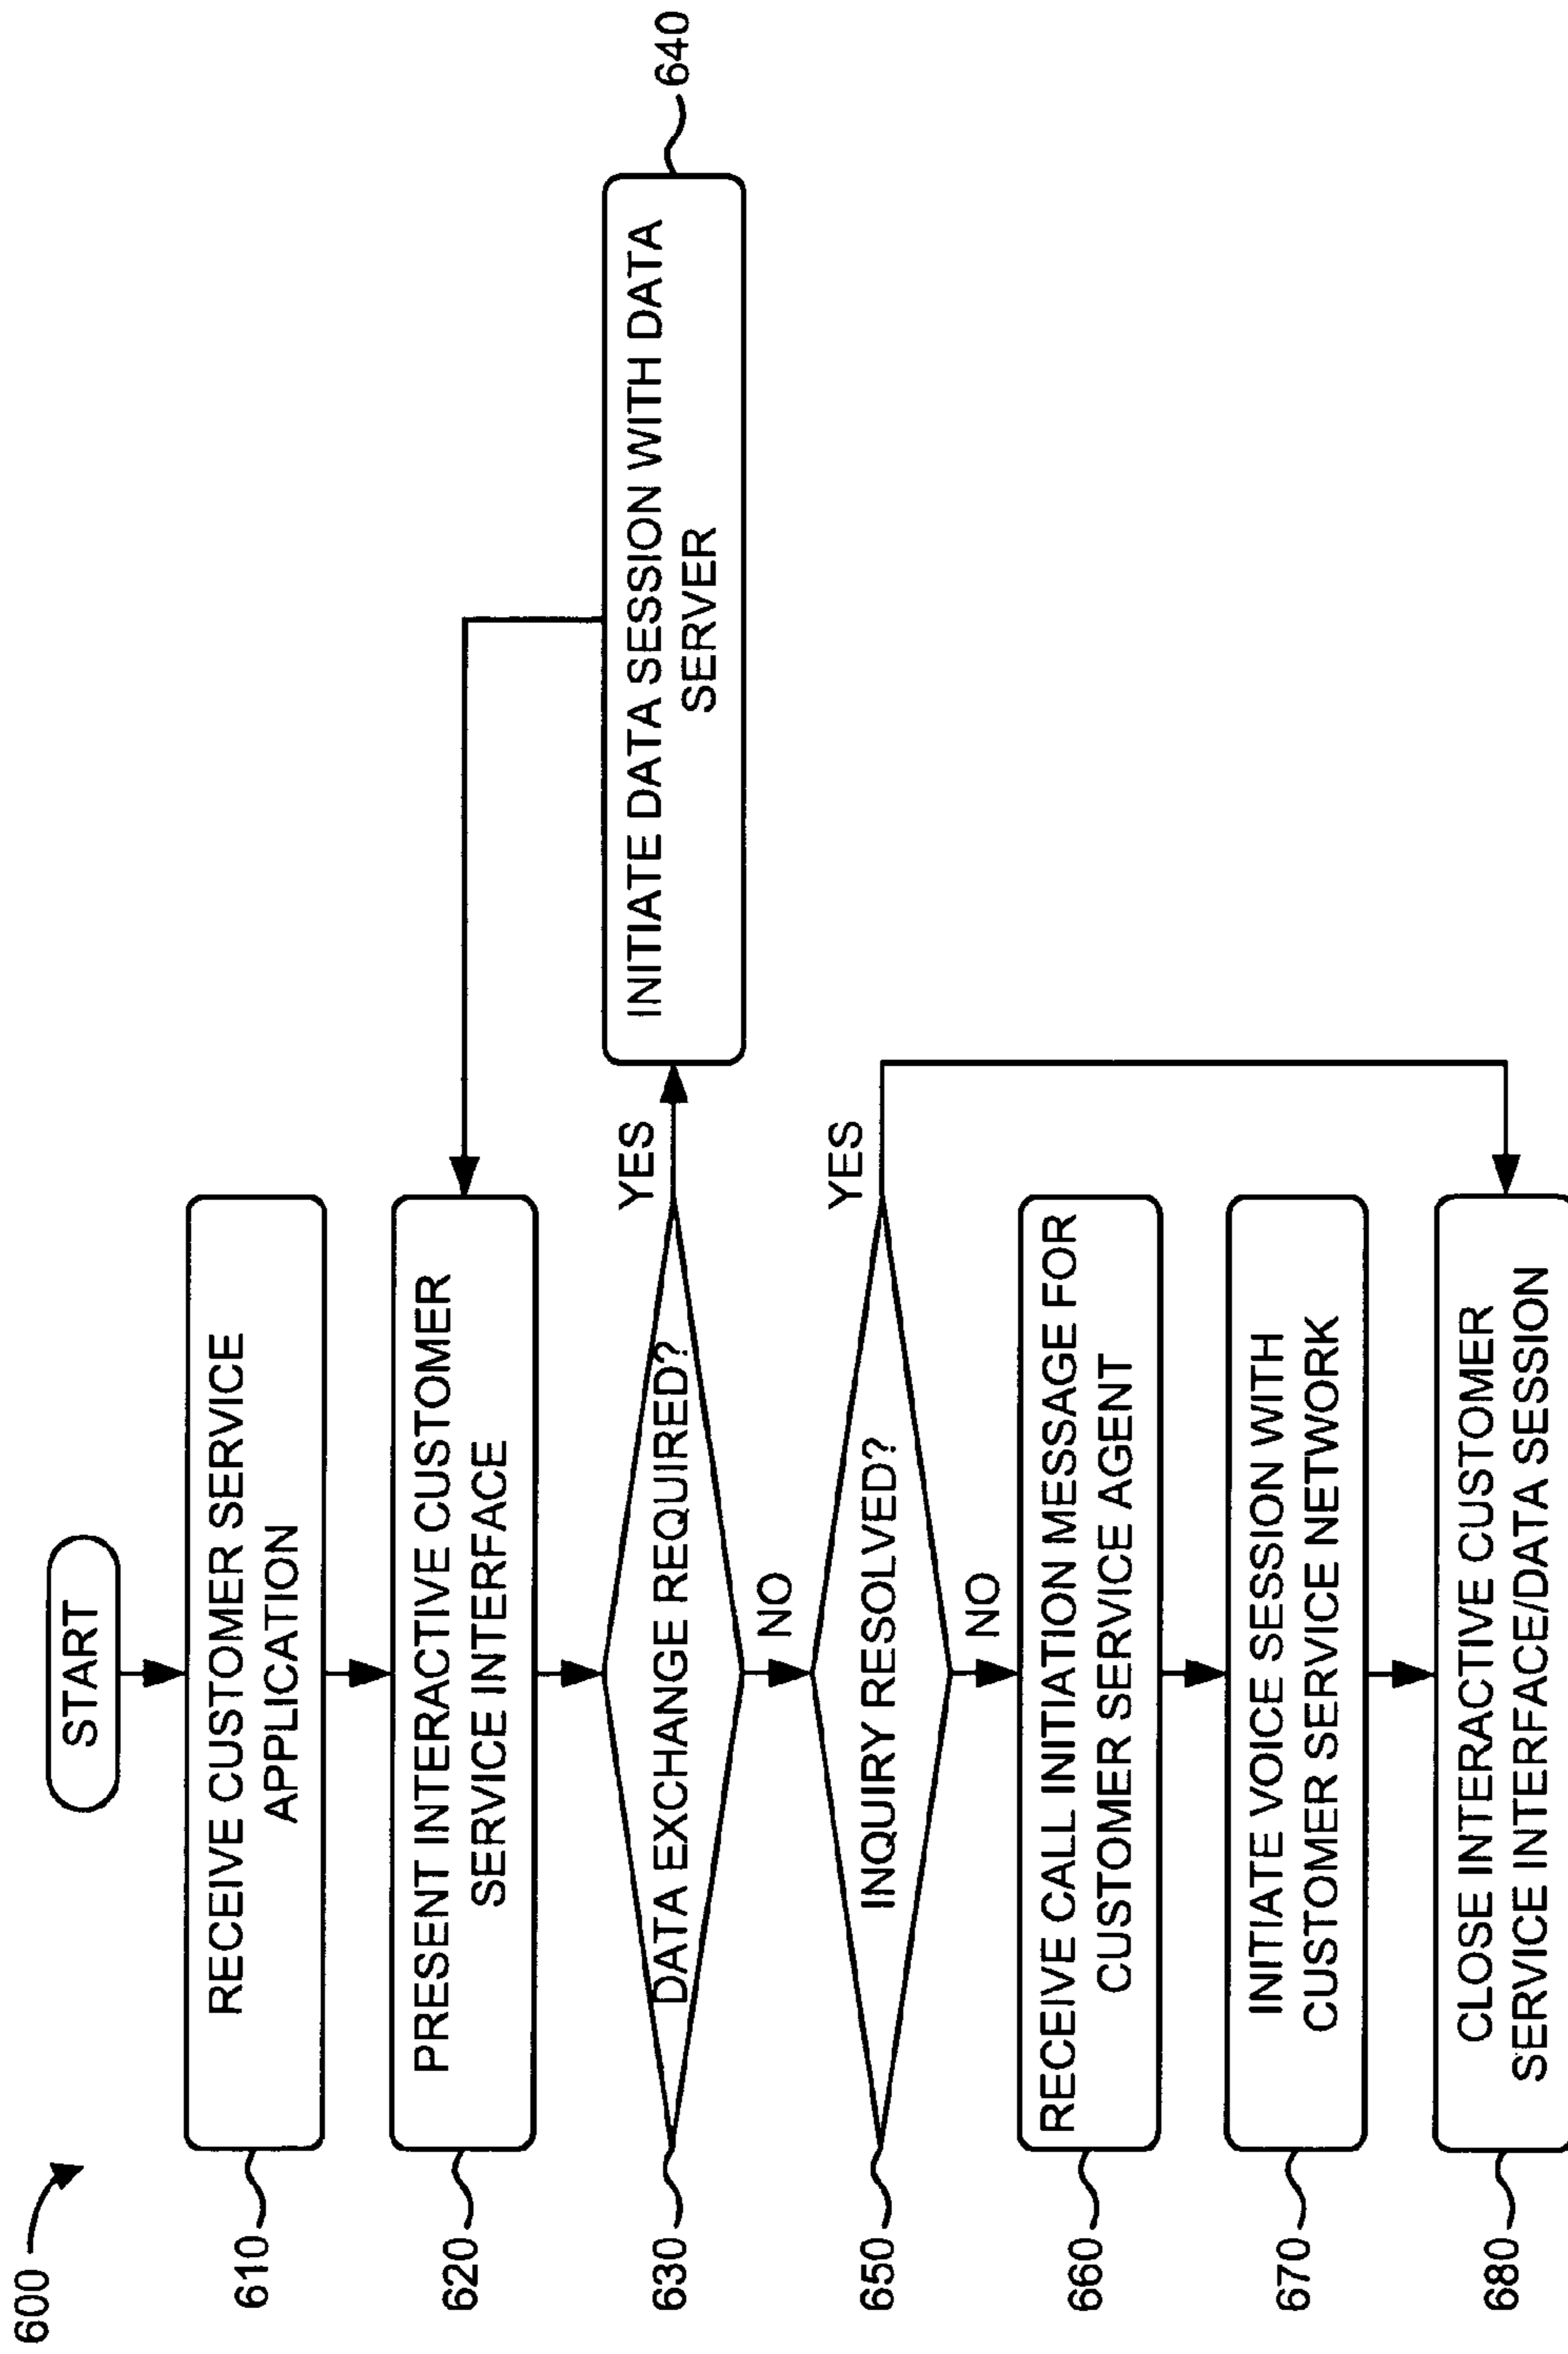 600
START
610
RECEIVE CUSTOMER SERVICE
APPLICATION
620
PRESENT INTERACTIVE CUSTOMER
SERVICE INTERFACE
630
DATA EXCHANGE REQUIRED?
YES
NO
INITIATE DATA SESSION WITH DATA
SERVER
640
650
INQUIRY RESOLVED?
YES
NO
660
RECEIVE CALL INITIATION MESSAGE FOR
CUSTOMER SERVICE AGENT
670
INITIATE VOICE SESSION WITH
CUSTOMER SERVICE NETWORK
680
CLOSE INTERACTIVE CUSTOMER
SERVICE INTERFACE/DATA SESSION